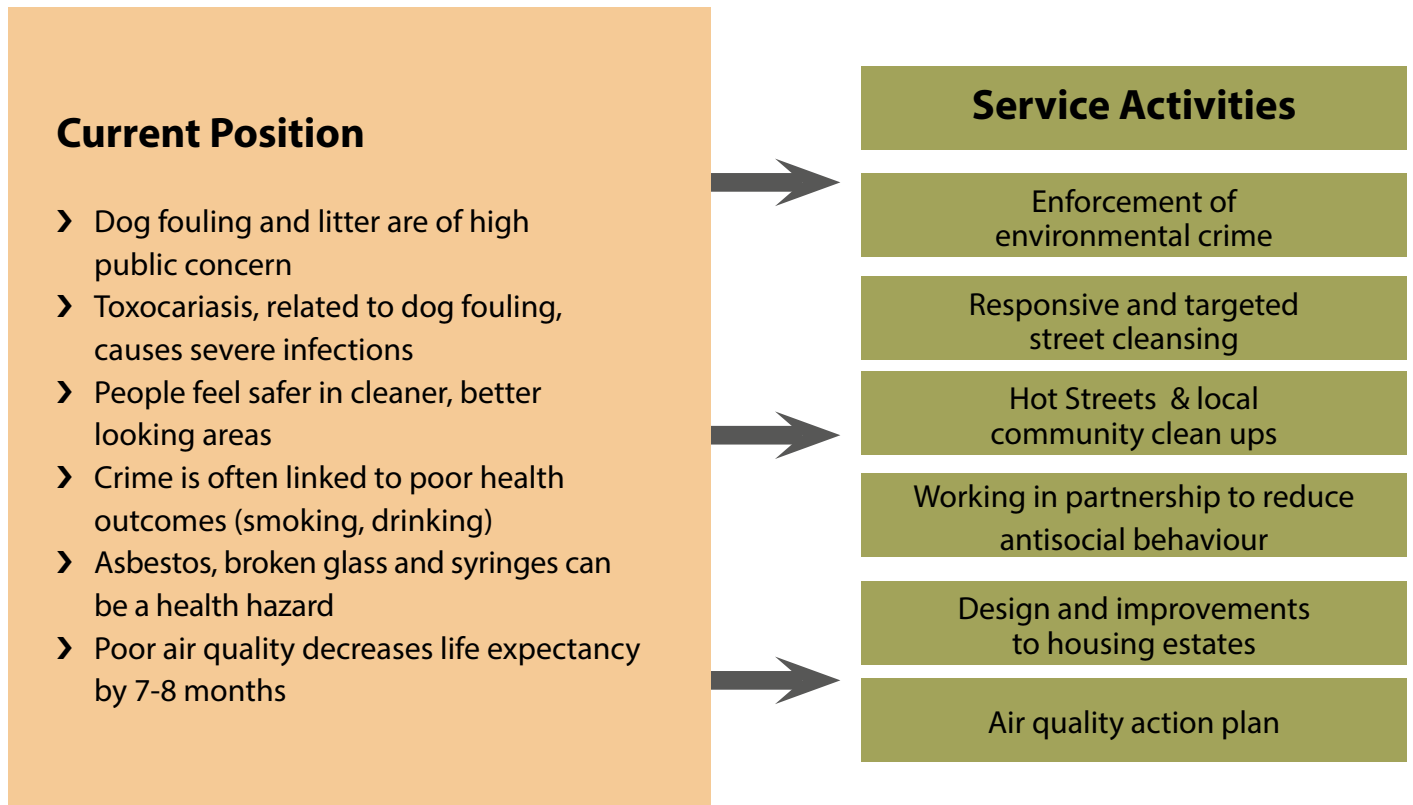 Current Position
❯ Dog fouling and litter are of high
public concern
❯ Toxocariasis, related to dog fouling,
causes severe infections
❯ People feel safer in cleaner, better
looking areas
❯ Crime is often linked to poor health
outcomes (smoking, drinking)
❯ Asbestos, broken glass and syringes can
be a health hazard
❯ Poor air quality decreases life expectancy
by 7-8 months
Service Activities
Enforcement of
environmental crime
Responsive and targeted
street cleansing
Hot Streets & local
community clean ups
Working in partnership to reduce
antisocial behaviour
Design and improvements
to housing estates
Air quality action plan